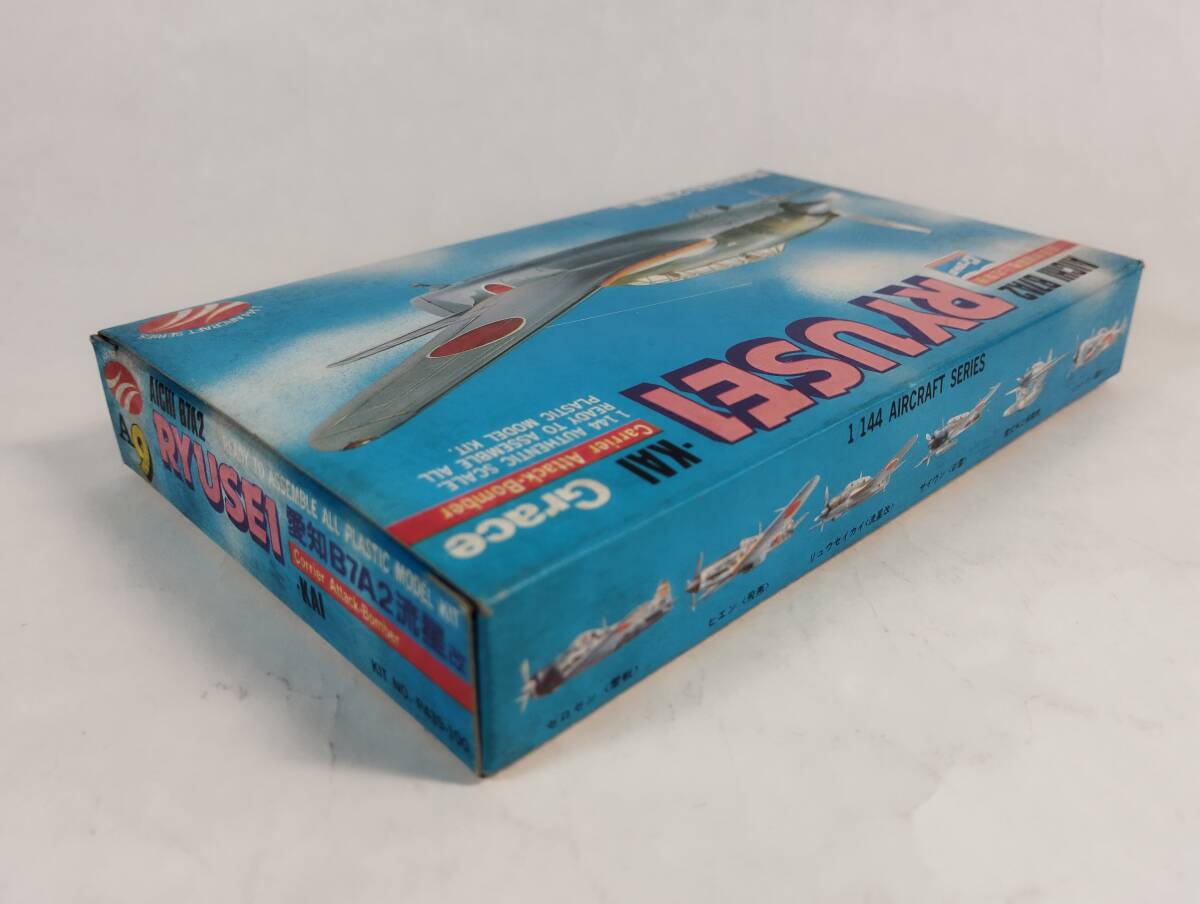 AICHI B7A2
RYUSEI
-KAI
Grace
Carrier Attack-Bomber
1 144 AUTHENTIC SCALE
READY TO ASSEMBLE ALL
PLASTIC MODEL KIT.
1 144 AIRCRAFT SERIES
ゼロセン〈零戦〉
ヒエン〈飛燕〉
リュウセイカイ〈流星改〉
サイウン〈彩雲〉
A9
AICHI B7A2
RYUSEI
-KAI
READY TO ASSEMBLE ALL PLASTIC MODEL KIT
愛知B7A2流星改
Carrier Attack-Bomber
KIT NO.